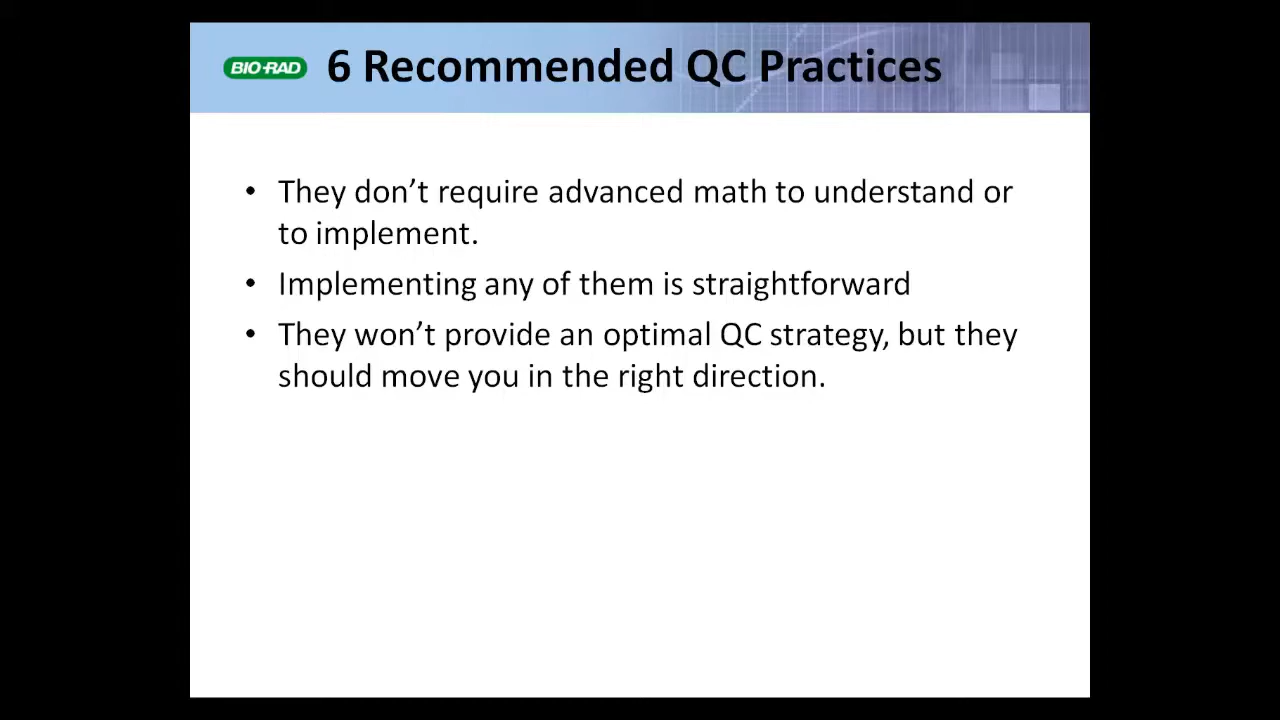 BIO-RAD
6 Recommended QC Practices
• They don’t require advanced math to understand or
to implement.
• Implementing any of them is straightforward
• They won’t provide an optimal QC strategy, but they
should move you in the right direction.